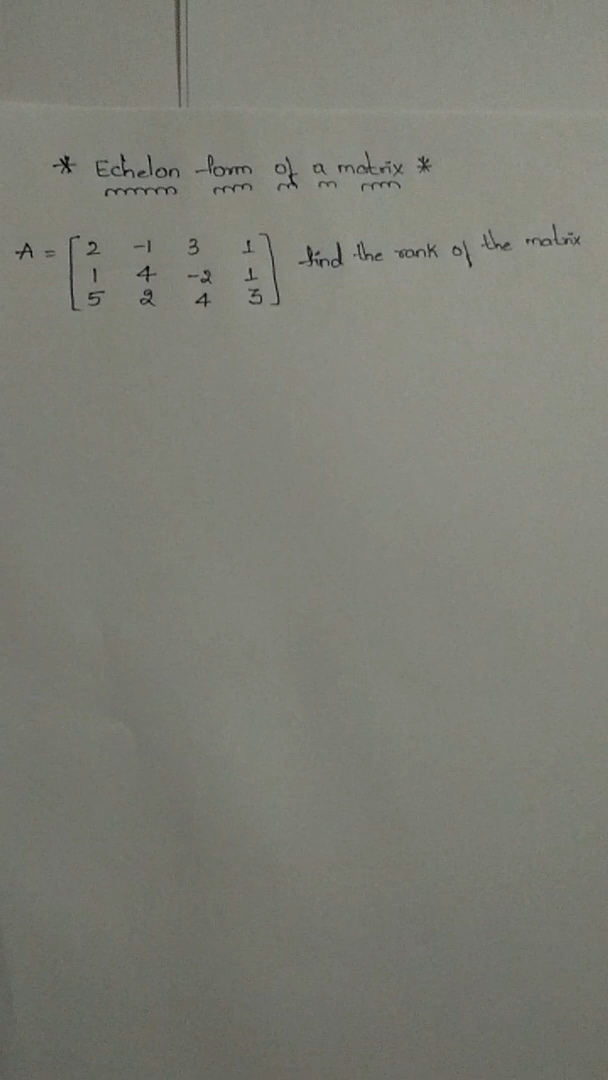 * Echelon form of a matrix *
A = [ 2 -1 3 1 find the rank of the matrix
1 4 -2 1
5 2 4 3 ]